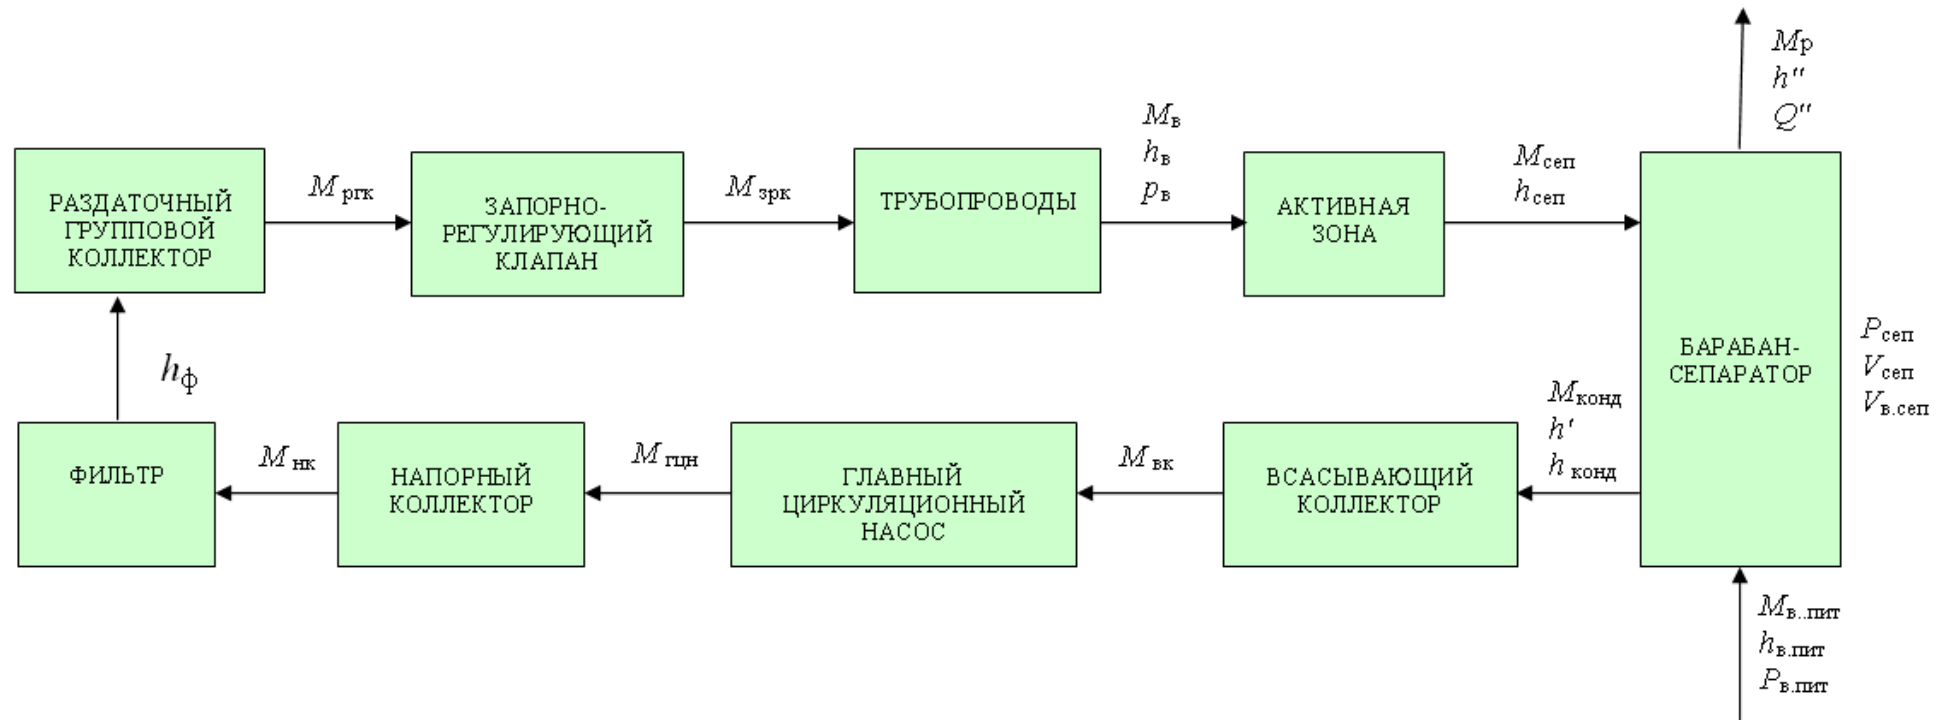 Mр
h"
Q"
РАЗДАТОЧНЫЙ
ГРУППОВОЙ
КОЛЛЕКТОР
M ргк
ЗАПОРНО-
РЕГУЛИРУЮЩИЙ
КЛАПАН
M зрк
ТРУБОПРОВОДЫ
Mв
hв
pв
АКТИВНАЯ
ЗОНА
Mсеп
hсеп
БАРАБАН-
СЕПАРАТОР
Pсеп
Vсеп
Vв.сеп
hф
ФИЛЬТР
M нк
НАПОРНЫЙ
КОЛЛЕКТОР
M гцн
ГЛАВНЫЙ
ЦИРКУЛЯЦИОННЫЙ
НАСОС
M вк
ВСАСЫВАЮЩИЙ
КОЛЛЕКТОР
Mконд
h'
h конд
Mв..пит
hв.пит
Pв.пит